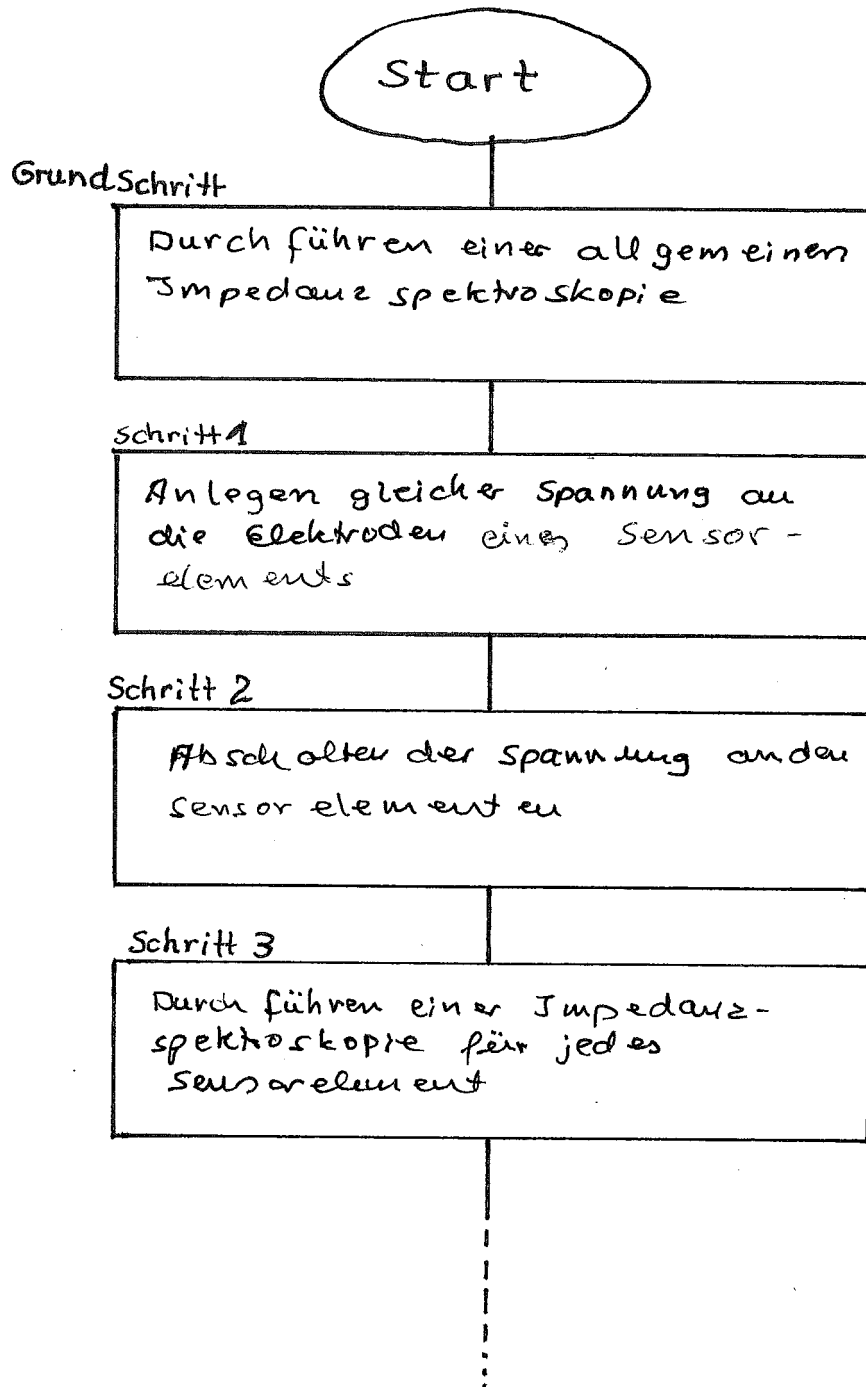 Start
Grundschritt
Durchführen einer allgemeinen
Impedanzspektroskopie
Schritt 1
Anlegen gleicher Spannung an
die Elektroden eines Sensor-
elements
Schritt 2
Abschalten der Spannung an den
Sensorelementen
Schritt 3
Durchführen einer Impedanz-
spektroskopie für jedes
Sensorelement